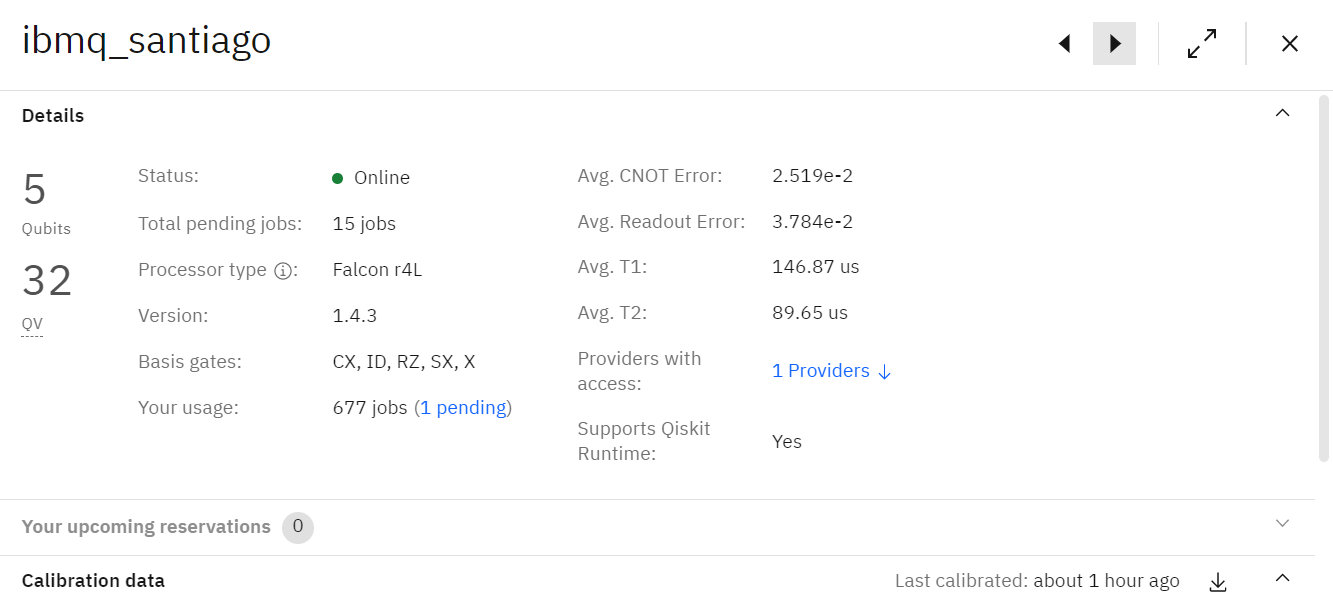 ibmq_santiago
Details
5
Qubits
32
QV
Status: Online
Total pending jobs: 15 jobs
Processor type ⓘ: Falcon r4L
Version: 1.4.3
Basis gates: CX, ID, RZ, SX, X
Your usage: 677 jobs (1 pending)
Avg. CNOT Error: 2.519e-2
Avg. Readout Error: 3.784e-2
Avg. T1: 146.87 us
Avg. T2: 89.65 us
Providers with
access:
1 Providers ↓
Supports Qiskit
Runtime:
Yes
Your upcoming reservations 0
Calibration data
Last calibrated: about 1 hour ago